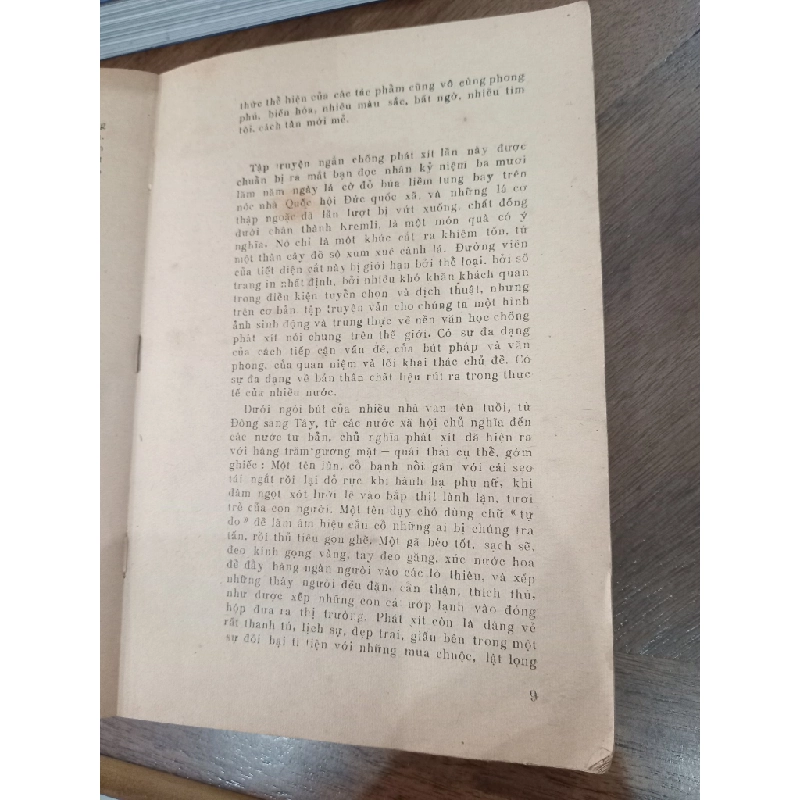 thức thể hiện của các tác phẩm cũng vô cùng phong
phú, biến hóa, nhiều màu sắc, bất ngờ, nhiều tìm
tòi, cách tân mới mẻ.
Tập truyện ngắn chống phát xít lần này được
chuẩn bị ra mắt bạn đọc nhân kỷ niệm ba mươi
lăm năm ngày lá cờ đỏ búa liềm tung bay trên
nóc nhà Quốc hội Đức quốc xã, và những lá cờ
thập ngoặc đã lần lượt bị vứt xuống, chất đống
dưới chân thành Kremli, là một món quà có ý
nghĩa. Nó chỉ là một khúc cắt ra khiêm tốn, từ
một thân cây đồ sộ xum xuê cành lá. Đường viền
của tiết diện cắt này bị giới hạn bởi thể loại, bởi số
trang in nhất định, bởi nhiều khó khăn khách quan
trong điều kiện tuyển chọn và dịch thuật, nhưng
trên cơ bản, tập truyện vẫn cho chúng ta một hình
ảnh sinh động và trung thực về nền văn học chống
phát xít nói chung trên thế giới. Có sự đa dạng
của cách tiếp cận vấn đề, của bút pháp và văn
phong, của quan niệm và lối khai thác chủ đề. Có
sự đa dạng về bản thân chất liệu rút ra trong thực
tế của nhiều nước.
Dưới ngòi bút của nhiều nhà văn tên tuổi, từ
Đông sang Tây, từ các nước xã hội chủ nghĩa đến
các nước tư bản, chủ nghĩa phát xít đã hiện ra
với hàng trăm gương mặt — quái thai cụ thể, gớm
ghiếc: Một tên lùn, cổ bạnh nổi gân với cái sẹo
tái ngắt rồi lại đỏ rực khi hành hạ phụ nữ, khi
đâm ngọt xớt lưỡi lê vào bắp thịt lành lặn, tươi
trẻ của con người. Một tên dạy chó dùng chữ « tự
do » để làm ám hiệu cắn cổ những ai bị chúng tra
tấn, rồi thủ tiêu gọn ghẽ. Một gã béo tốt, sạch sẽ,
đeo kính gọng vàng, tay đeo găng, xức nước hoa
để đẩy hàng ngàn người vào các lò thiêu, và xếp
những thây người đều đặn, cẩn thận, thích thú,
như được xếp những con cá ướp lạnh vào đóng
hộp đưa ra thị trường. Phát xít còn là dáng vẻ
rất thanh tú, lịch sự, đẹp trai, giấu bên trong một
sự đồi bại ti tiện với những mua chuộc, lật lọng
9